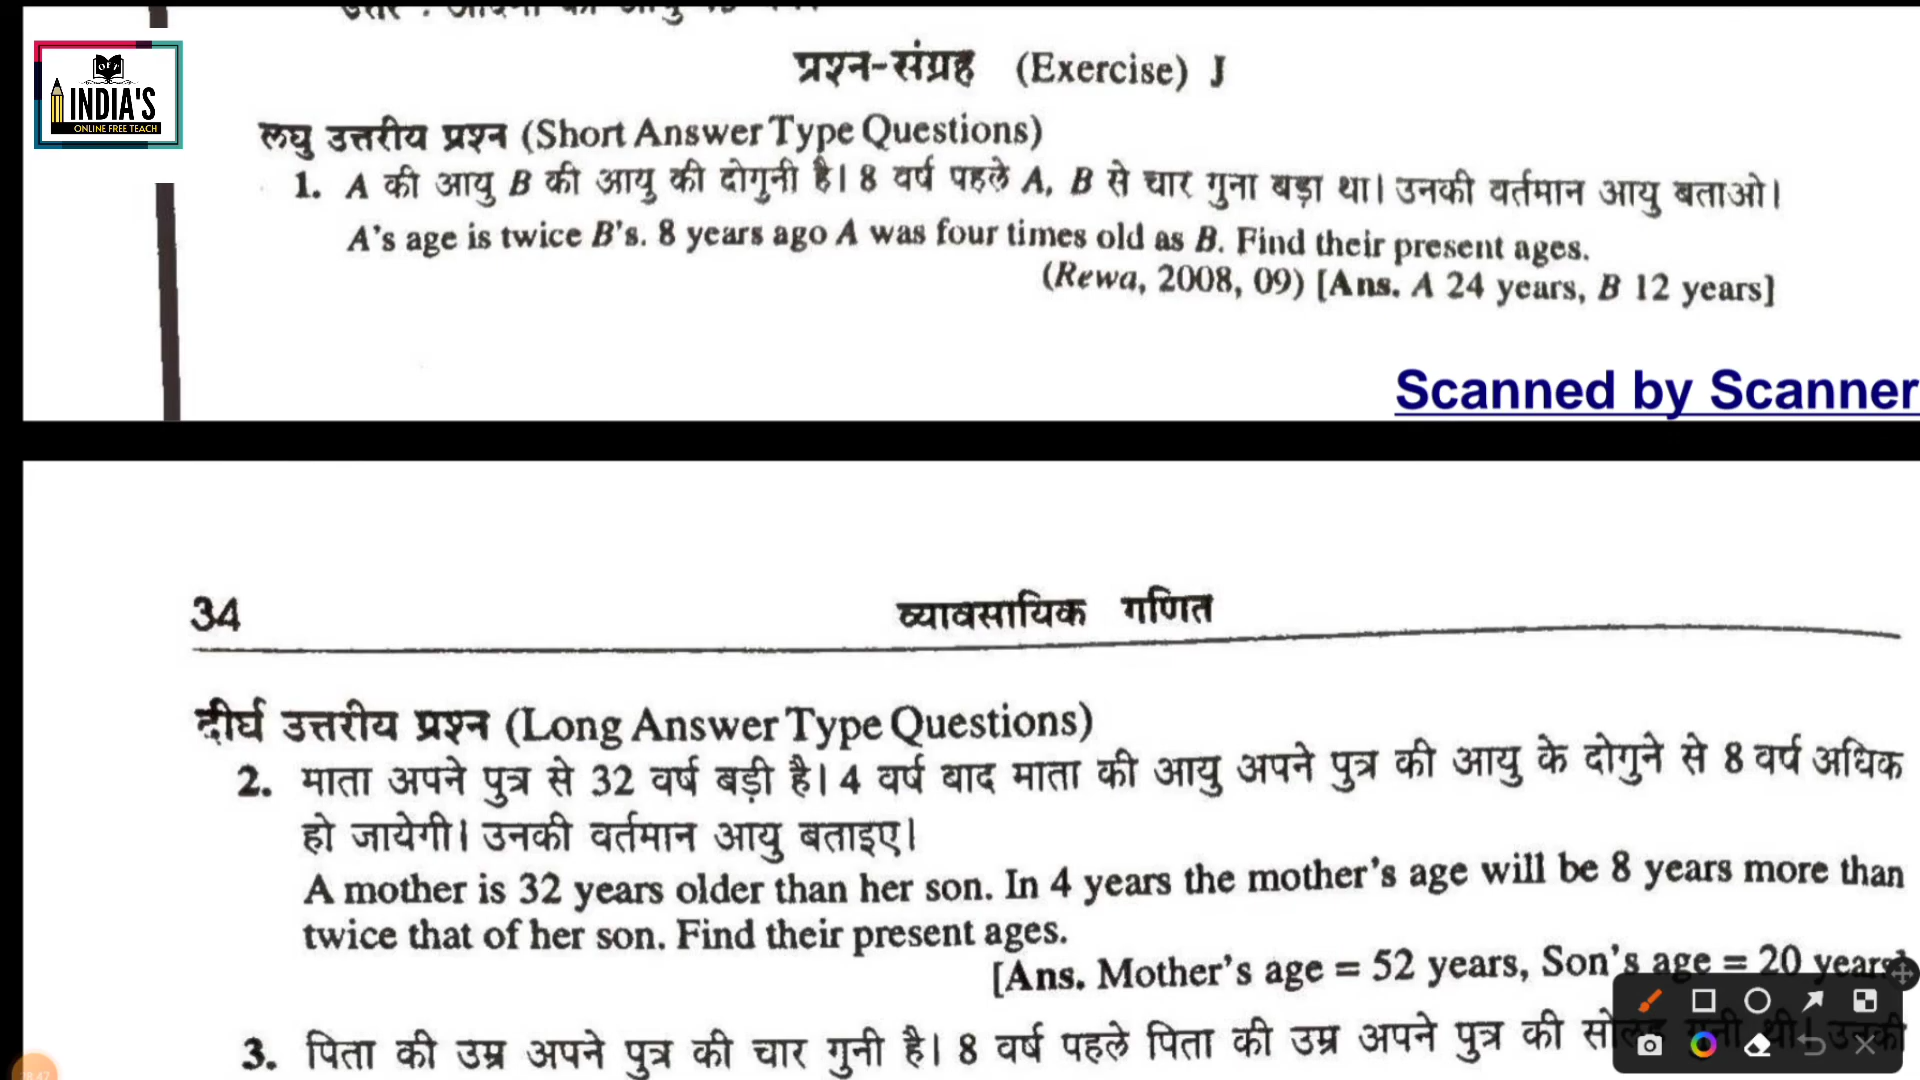 प्रश्न-संग्रह (Exercise) J
INDIA'S
ONLINE FREE TEACH
लघु उत्तरीय प्रश्न (Short Answer Type Questions)
1. A की आयु B की आयु की दोगुनी है। 8 वर्ष पहले A, B से चार गुना बड़ा था। उनकी वर्तमान आयु बताओ।
A's age is twice B's. 8 years ago A was four times old as B. Find their present ages.
(Rewa, 2008, 09) [Ans. A 24 years, B 12 years]
Scanned by Scanner
34 व्यावसायिक गणित
दीर्घ उत्तरीय प्रश्न (Long Answer Type Questions)
2. माता अपने पुत्र से 32 वर्ष बड़ी है। 4 वर्ष बाद माता की आयु अपने पुत्र की आयु के दोगुने से 8 वर्ष अधिक
हो जायेगी। उनकी वर्तमान आयु बताइए।
A mother is 32 years older than her son. In 4 years the mother's age will be 8 years more than
twice that of her son. Find their present ages.
[Ans. Mother's age = 52 years, Son's age = 20 years]
3. पिता की उम्र अपने पुत्र की चार गुनी है। 8 वर्ष पहले पिता की उम्र अपने पुत्र की सोलह गुनी थी। उनकी